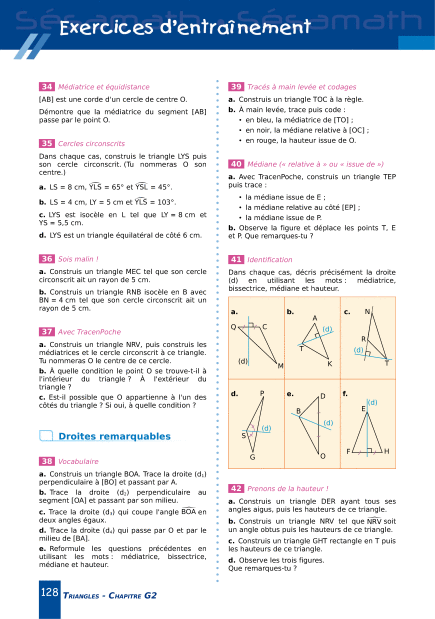 Sésamath Sésamath
Exercices d'entraînement
34 Médiatrice et équidistance
[AB] est une corde d'un cercle de centre O.
Démontre que la médiatrice du segment [AB]
passe par le point O.
35 Cercles circonscrits
Dans chaque cas, construis le triangle LYS puis
son cercle circonscrit. (Tu nommeras O son
centre.)
a. LS = 8 cm, YLS = 65° et YSL = 45°.
b. LS = 4 cm, LY = 5 cm et YLS = 103°.
c. LYS est isocèle en L tel que LY = 8 cm et
YS = 5,5 cm.
d. LYS est un triangle équilatéral de côté 6 cm.
36 Sois malin !
a. Construis un triangle MEC tel que son cercle
circonscrit ait un rayon de 5 cm.
b. Construis un triangle RNB isocèle en B avec
BN = 4 cm tel que son cercle circonscrit ait un
rayon de 5 cm.
37 Avec TracenPoche
a. Construis un triangle NRV, puis construis les
médiatrices et le cercle circonscrit à ce triangle.
Tu nommeras O le centre de ce cercle.
b. À quelle condition le point O se trouve-t-il à
l'intérieur du triangle ? À l'extérieur du
triangle ?
c. Est-il possible que O appartienne à l'un des
côtés du triangle ? Si oui, à quelle condition ?
Droites remarquables
38 Vocabulaire
a. Construis un triangle BOA. Trace la droite (d₁)
perpendiculaire à [BO] et passant par A.
b. Trace la droite (d₂) perpendiculaire au
segment [OA] et passant par son milieu.
c. Trace la droite (d₃) qui coupe l'angle BOA en
deux angles égaux.
d. Trace la droite (d₄) qui passe par O et par le
milieu de [BA].
e. Reformule les questions précédentes en
utilisant les mots : médiatrice, bissectrice,
médiane et hauteur.
39 Tracés à main levée et codages
a. Construis un triangle TOC à la règle.
b. À main levée, trace puis code :
• en bleu, la médiatrice de [TO] ;
• en noir, la médiane relative à [OC] ;
• en rouge, la hauteur issue de O.
40 Médiane (« relative à » ou « issue de »)
a. Avec TracenPoche, construis un triangle TEP
puis trace :
• la médiane issue de E ;
• la médiane relative au côté [EP] ;
• la médiane issue de P.
b. Observe la figure et déplace les points T, E
et P. Que remarques-tu ?
41 Identification
Dans chaque cas, décris précisément la droite
(d) en utilisant les mots : médiatrice,
bissectrice, médiane et hauteur.
a. Q C (d) M
b. A (d) T K
c. N R (d) T
d. P (d) S G
e. D B (d) O
f. (d) E F H
42 Prenons de la hauteur !
a. Construis un triangle DER ayant tous ses
angles aigus, puis les hauteurs de ce triangle.
b. Construis un triangle NRV tel que NRV soit
un angle obtus puis les hauteurs de ce triangle.
c. Construis un triangle GHT rectangle en T puis
les hauteurs de ce triangle.
d. Observe les trois figures.
Que remarques-tu ?
128 TRIANGLES - CHAPITRE G2